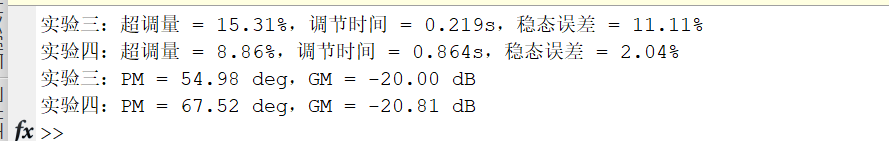 实验三：超调量 = 15.31%，调节时间 = 0.219s，稳态误差 = 11.11%
实验四：超调量 = 8.86%，调节时间 = 0.864s，稳态误差 = 2.04%
实验三：PM = 54.98 deg，GM = -20.00 dB
实验四：PM = 67.52 deg，GM = -20.81 dB
fx >>